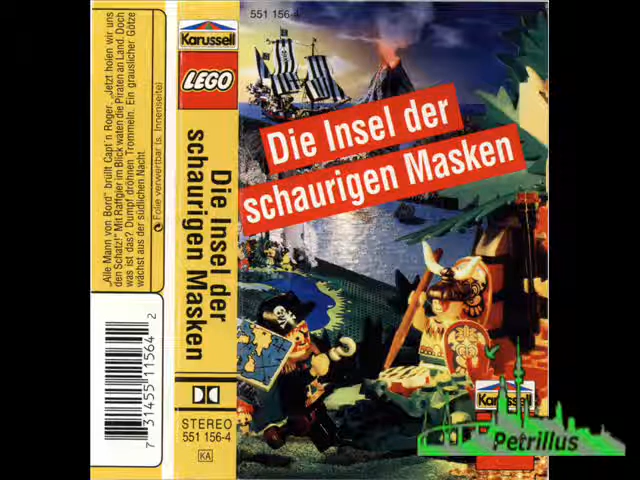 „Alle Mann von Bord" brüllt Capt'n Roger. „Jetzt holen wir uns
den Schatz!" Mit Raffgier im Blick waten die Piraten an Land. Doch
was ist das? Dumpf dröhnen Trommeln. Ein grauslicher Götze
wächst aus der südlichen Nacht.
Folie verwertbar (s. Innenseite)
7 31455 11564 2
Karussell
LEGO
Die Insel der
schaurigen Masken
STEREO
551 156-4
KA
551 156-4
Die Insel der
schaurigen Masken
Karussell
Petrillus